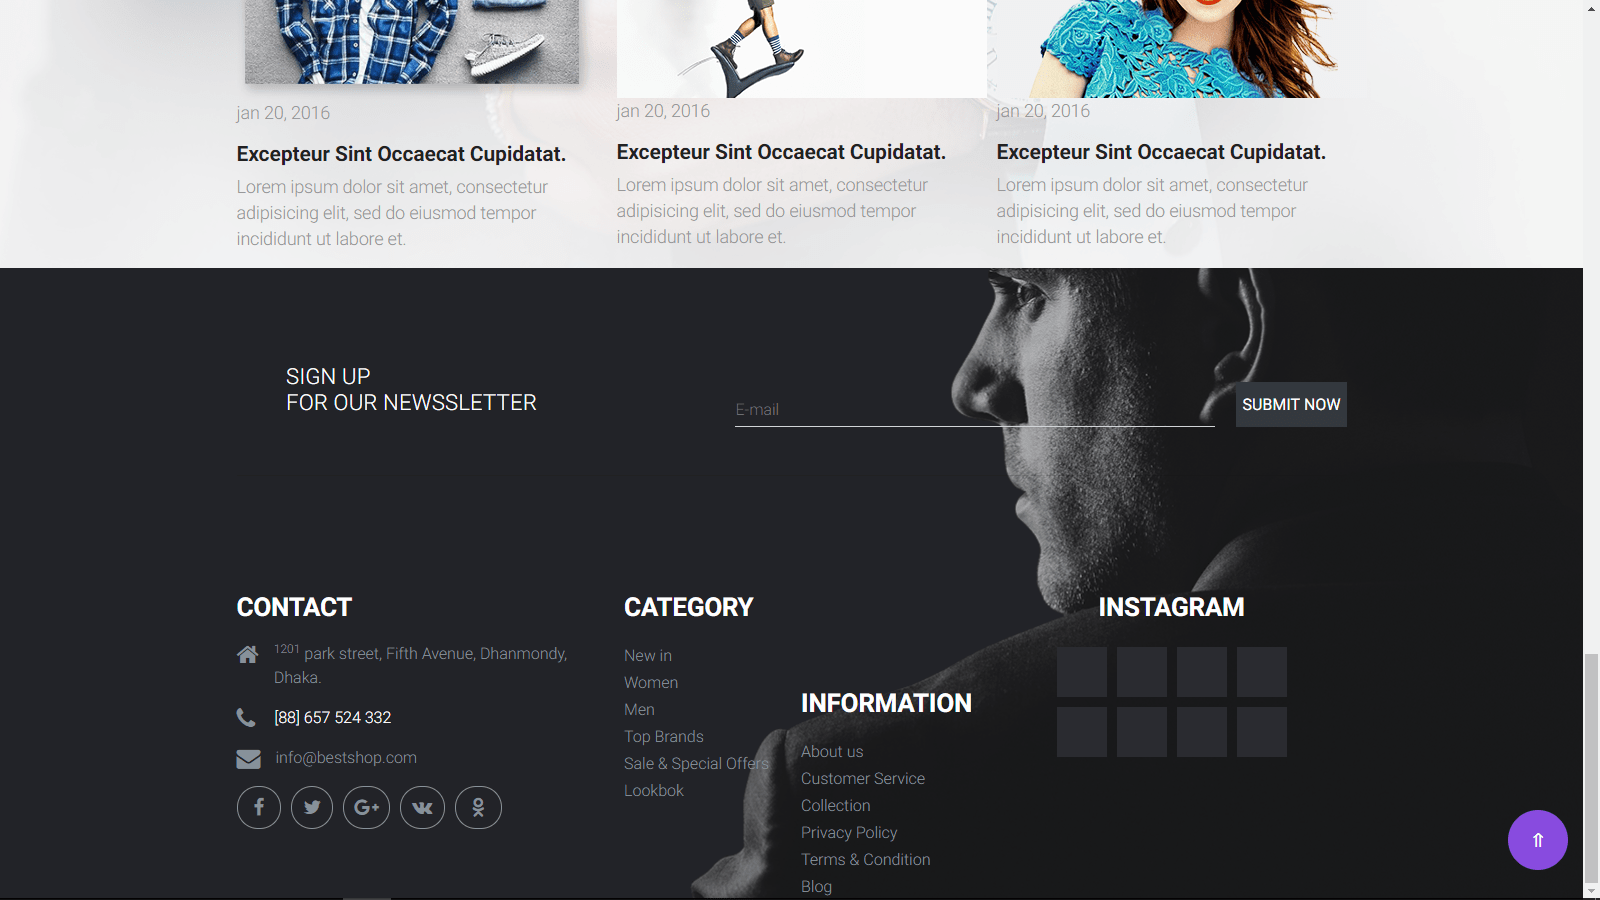 jan 20, 2016
Excepteur Sint Occaecat Cupidatat.
Lorem ipsum dolor sit amet, consectetur
adipisicing elit, sed do eiusmod tempor
incididunt ut labore et.
jan 20, 2016
Excepteur Sint Occaecat Cupidatat.
Lorem ipsum dolor sit amet, consectetur
adipisicing elit, sed do eiusmod tempor
incididunt ut labore et.
jan 20, 2016
Excepteur Sint Occaecat Cupidatat.
Lorem ipsum dolor sit amet, consectetur
adipisicing elit, sed do eiusmod tempor
incididunt ut labore et.
SIGN UP
FOR OUR NEWSSLETTER
E-mail
SUBMIT NOW
CONTACT
1201 park street, Fifth Avenue, Dhanmondy,
Dhaka.
[88] 657 524 332
info@bestshop.com
CATEGORY
New in
Women
Men
Top Brands
Sale & Special Offers
Lookbok
INFORMATION
About us
Customer Service
Collection
Privacy Policy
Terms & Condition
Blog
INSTAGRAM